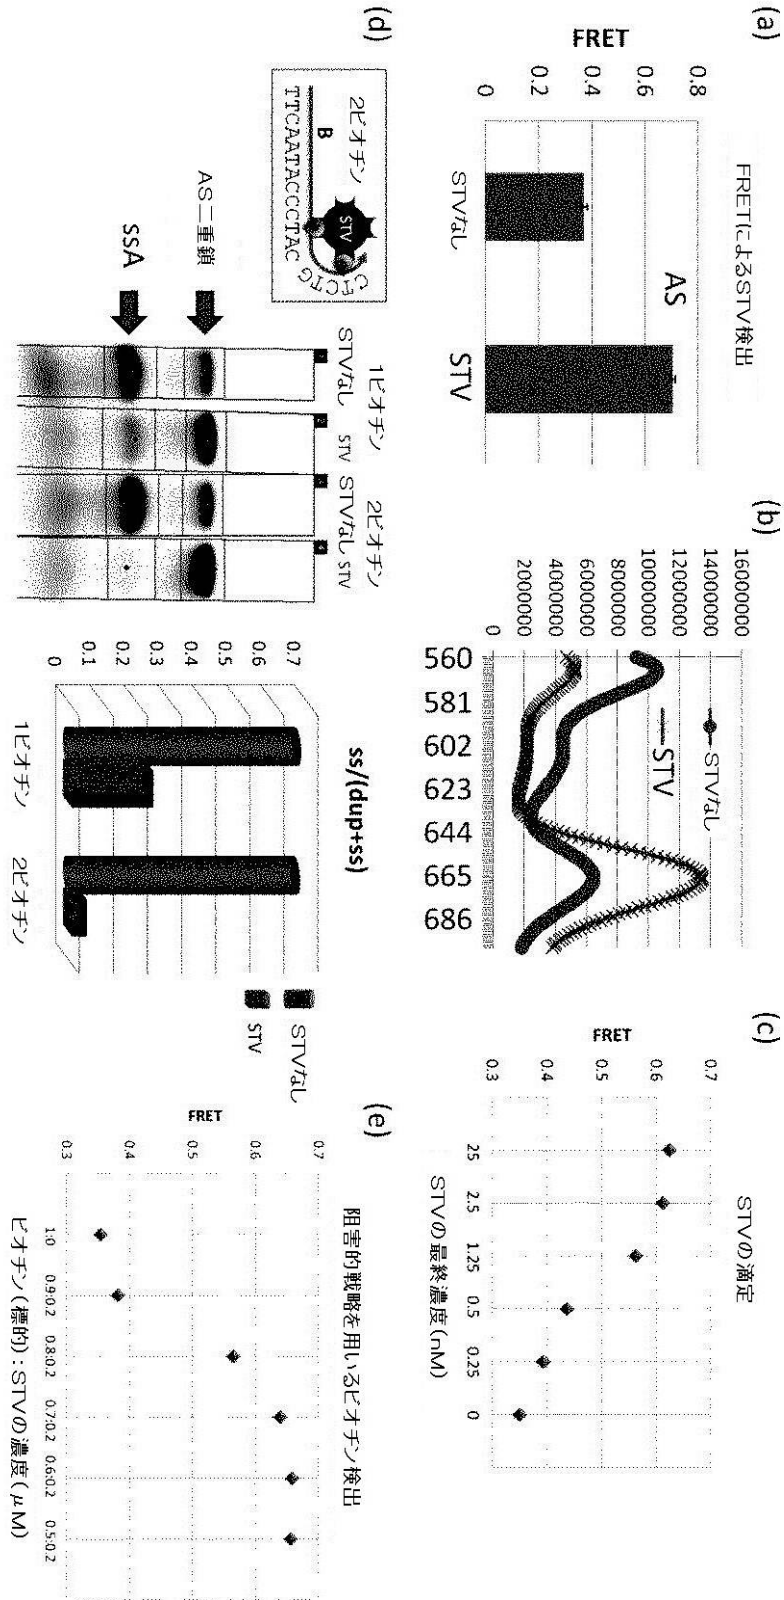 (a)
FRETによるSTV検出
FRET
0.8
0.6
0.4
0.2
0
AS
STVなし
STV
(b)
16000000
14000000
12000000
10000000
8000000
6000000
4000000
2000000
0
STVなし
STV
560
581
602
623
644
665
686
(c)
STVの滴定
FRET
0.7
0.6
0.5
0.4
0.3
25
2.5
1.25
0.5
0.25
0
STVの最終濃度(nM)
(d)
2ビオチン
STV
B
TTCAATACCCTAC
CTCTG
AS二重鎖
ssA
1ビオチン
2ビオチン
STVなし
STV
STVなし
STV
ss/(dup+ss)
0.7
0.6
0.5
0.4
0.3
0.2
0.1
0
1ビオチン
2ビオチン
STVなし
STV
(e)
阻害的戦略を用いるビオチン検出
FRET
0.7
0.6
0.5
0.4
0.3
1:0
0.9:0.2
0.8:0.2
0.7:0.2
0.6:0.2
0.5:0.2
ビオチン(標的):STVの濃度(μM)